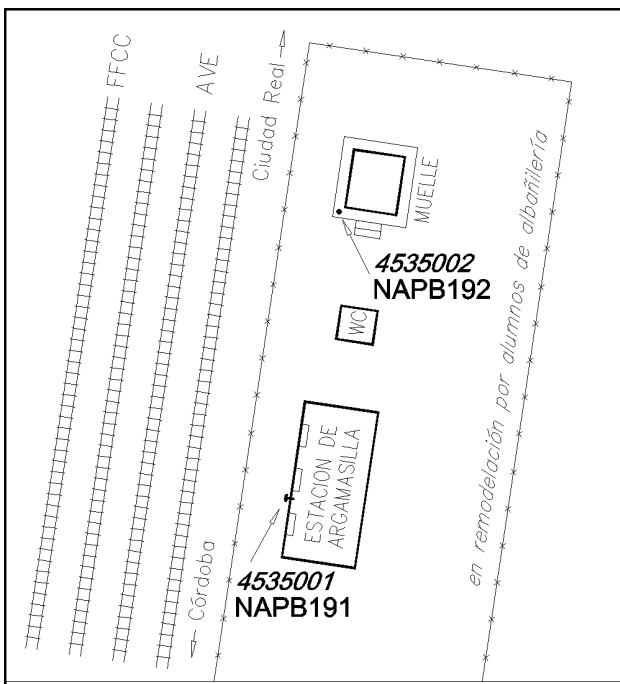 FFCC
AVE
Ciudad Real
MUELLE
en remodelación por alumnos de albañilería
4535002
NAPB192
WC
ESTACION DE
ARGAMASILLA
4535001
NAPB191
Córdoba